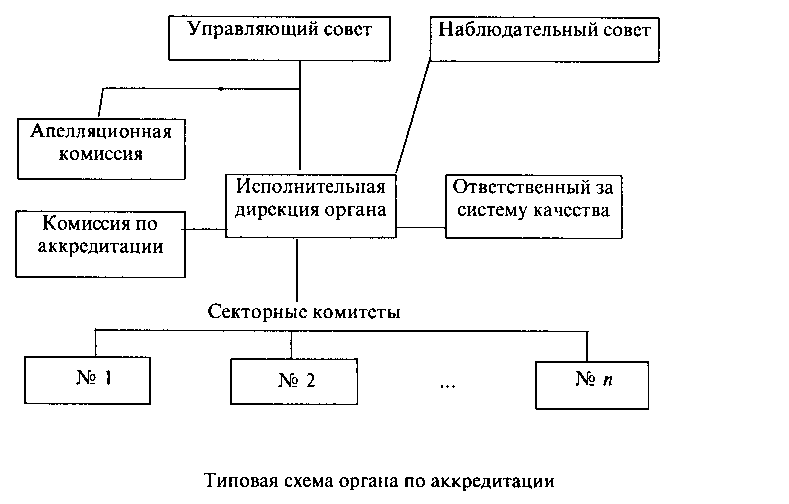 Управляющий совет
Наблюдательный совет
Апелляционная
комиссия
Исполнительная
дирекция органа
Ответственный за
систему качества
Комиссия по
аккредитации
Секторные комитеты
№ 1
№ 2
...
№ n
Типовая схема органа по аккредитации